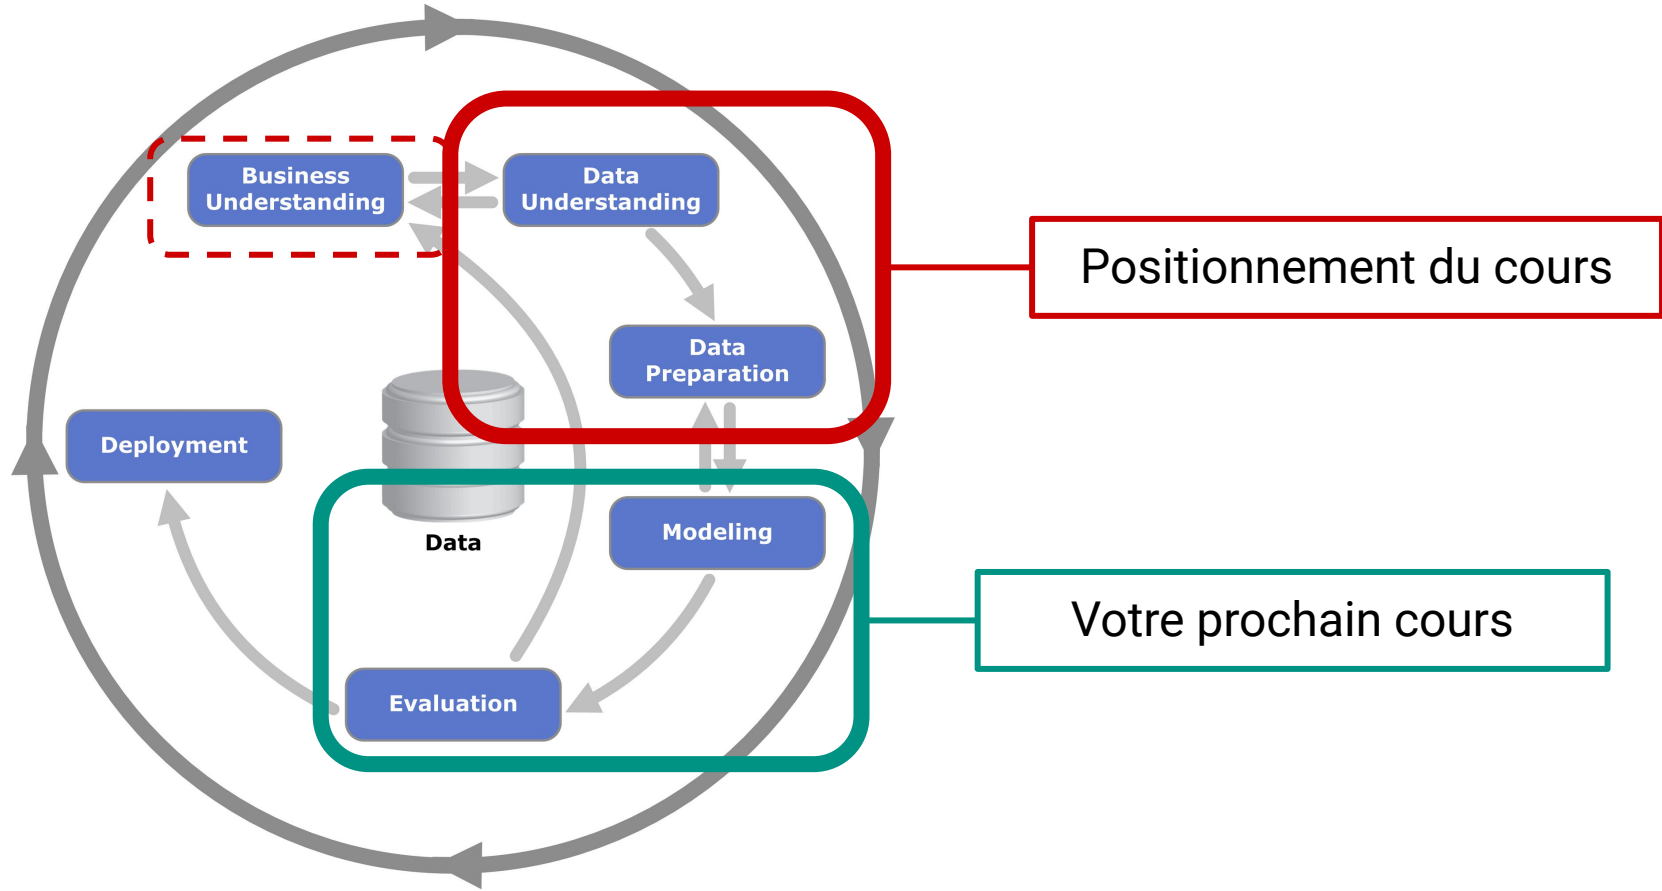 Business
Understanding
Data
Understanding
Positionnement du cours
Data
Preparation
Deployment
Modeling
Data
Votre prochain cours
Evaluation